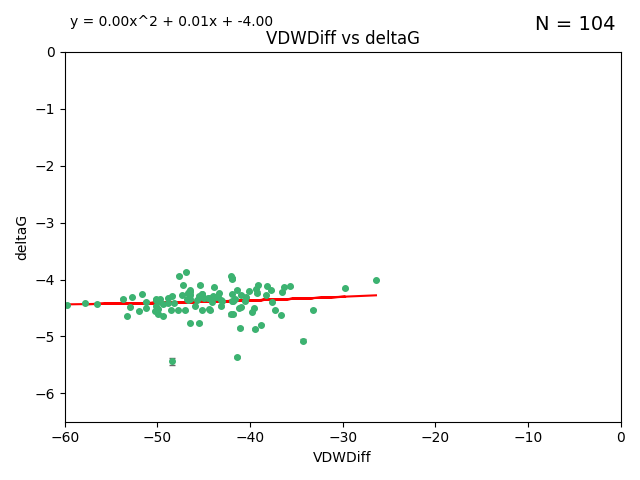 y = 0.00x^2 + 0.01x + -4.00
N = 104
VDWDiff vs deltaG
0
−1
−2
−3
−4
−5
−6
deltaG
−60 −50 −40 −30 −20 −10 0
VDWDiff